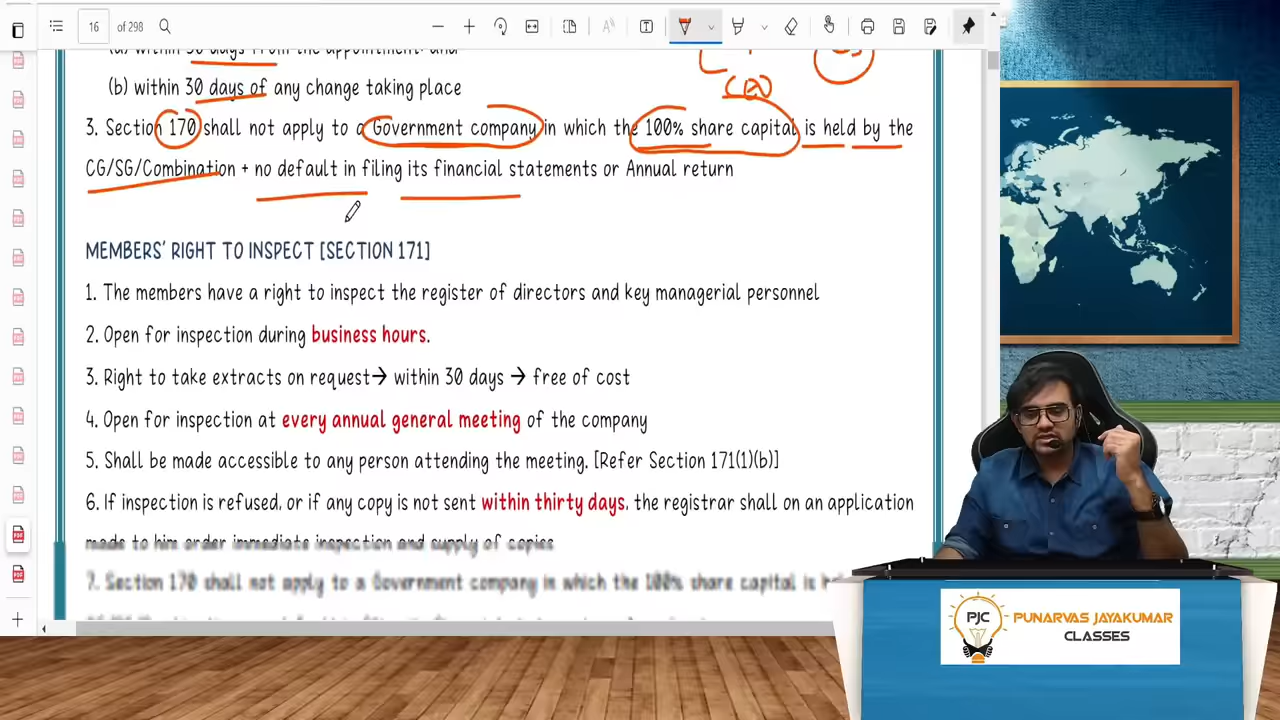 16 of 298
(a) within 30 days from the appointment: and
(b) within 30 days of any change taking place
3. Section 170 shall not apply to a Government company in which the 100% share capital is held by the
CG/SG/Combination + no default in filing its financial statements or Annual return
MEMBERS' RIGHT TO INSPECT [SECTION 171]
1. The members have a right to inspect the register of directors and key managerial personnel
2. Open for inspection during business hours.
3. Right to take extracts on request→ within 30 days → free of cost
4. Open for inspection at every annual general meeting of the company
5. Shall be made accessible to any person attending the meeting. [Refer Section 171(1)(b)]
6. If inspection is refused, or if any copy is not sent within thirty days, the registrar shall on an application
made to him order immediate inspection and supply of copies
7. Section 170 shall not apply to a Government company in which the 100% share capital is
PJC PUNARVAS JAYAKUMAR
CLASSES